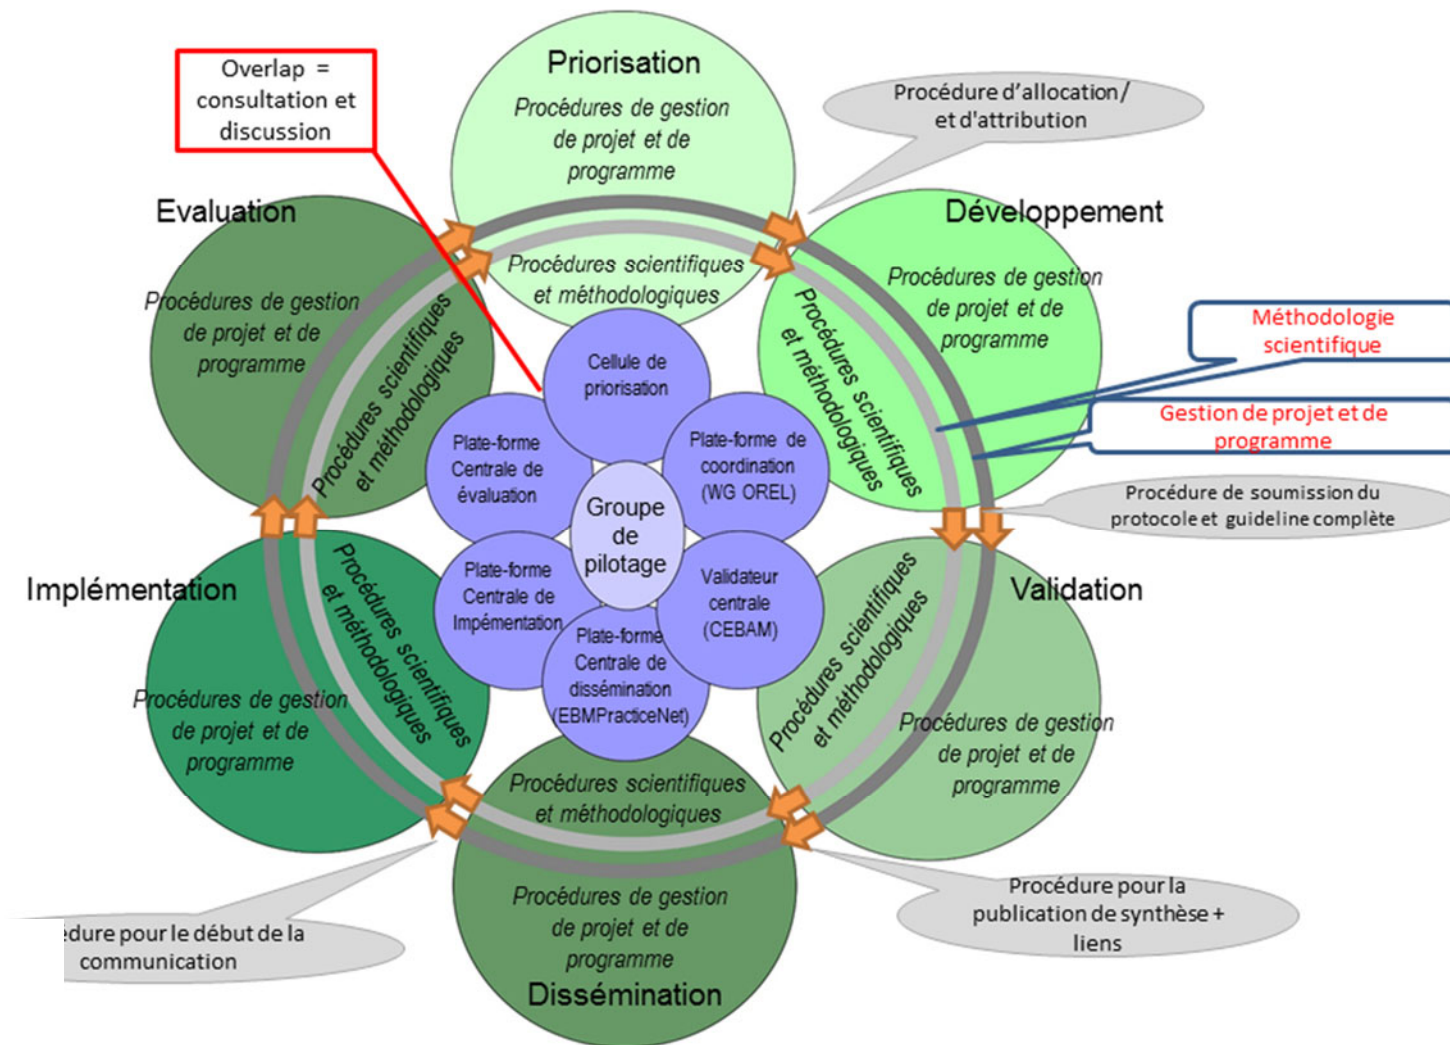 Overlap =
consultation et
discussion
Priorisation
Procédures de gestion
de projet et de
programme
Procédures scientifiques
et méthodologiques
Procédure d'allocation/
et d'attribution
Evaluation
Procédures de gestion
de projet et de
programme
Procédures scientifiques
et méthodologiques
Développement
Procédures de gestion
de projet et de
programme
Procédures scientifiques
et méthodologiques
Méthodologie
scientifique
Gestion de projet et de
programme
Procédure de soumission du
protocole et guideline complète
Cellule de
priorisation
Plate-forme
Centrale de
évaluation
Plate-forme de
coordination
(WG OREL)
Groupe
de
pilotage
Plate-forme
Centrale de
Impémentation
Validateur
centrale
(CEBAM)
Plate-forme
Centrale de
dissémination
(EBMPracticeNet)
Implémentation
Procédures scientifiques
et méthodologiques
Procédures de gestion
de projet et de
programme
Validation
Procédures scientifiques
et méthodologiques
Procédures de gestion
de projet et de
programme
Procédures scientifiques
et méthodologiques
Procédures de gestion
de projet et de
programme
Dissémination
Procédure pour la
publication de synthèse +
liens
édure pour le début de la
communication